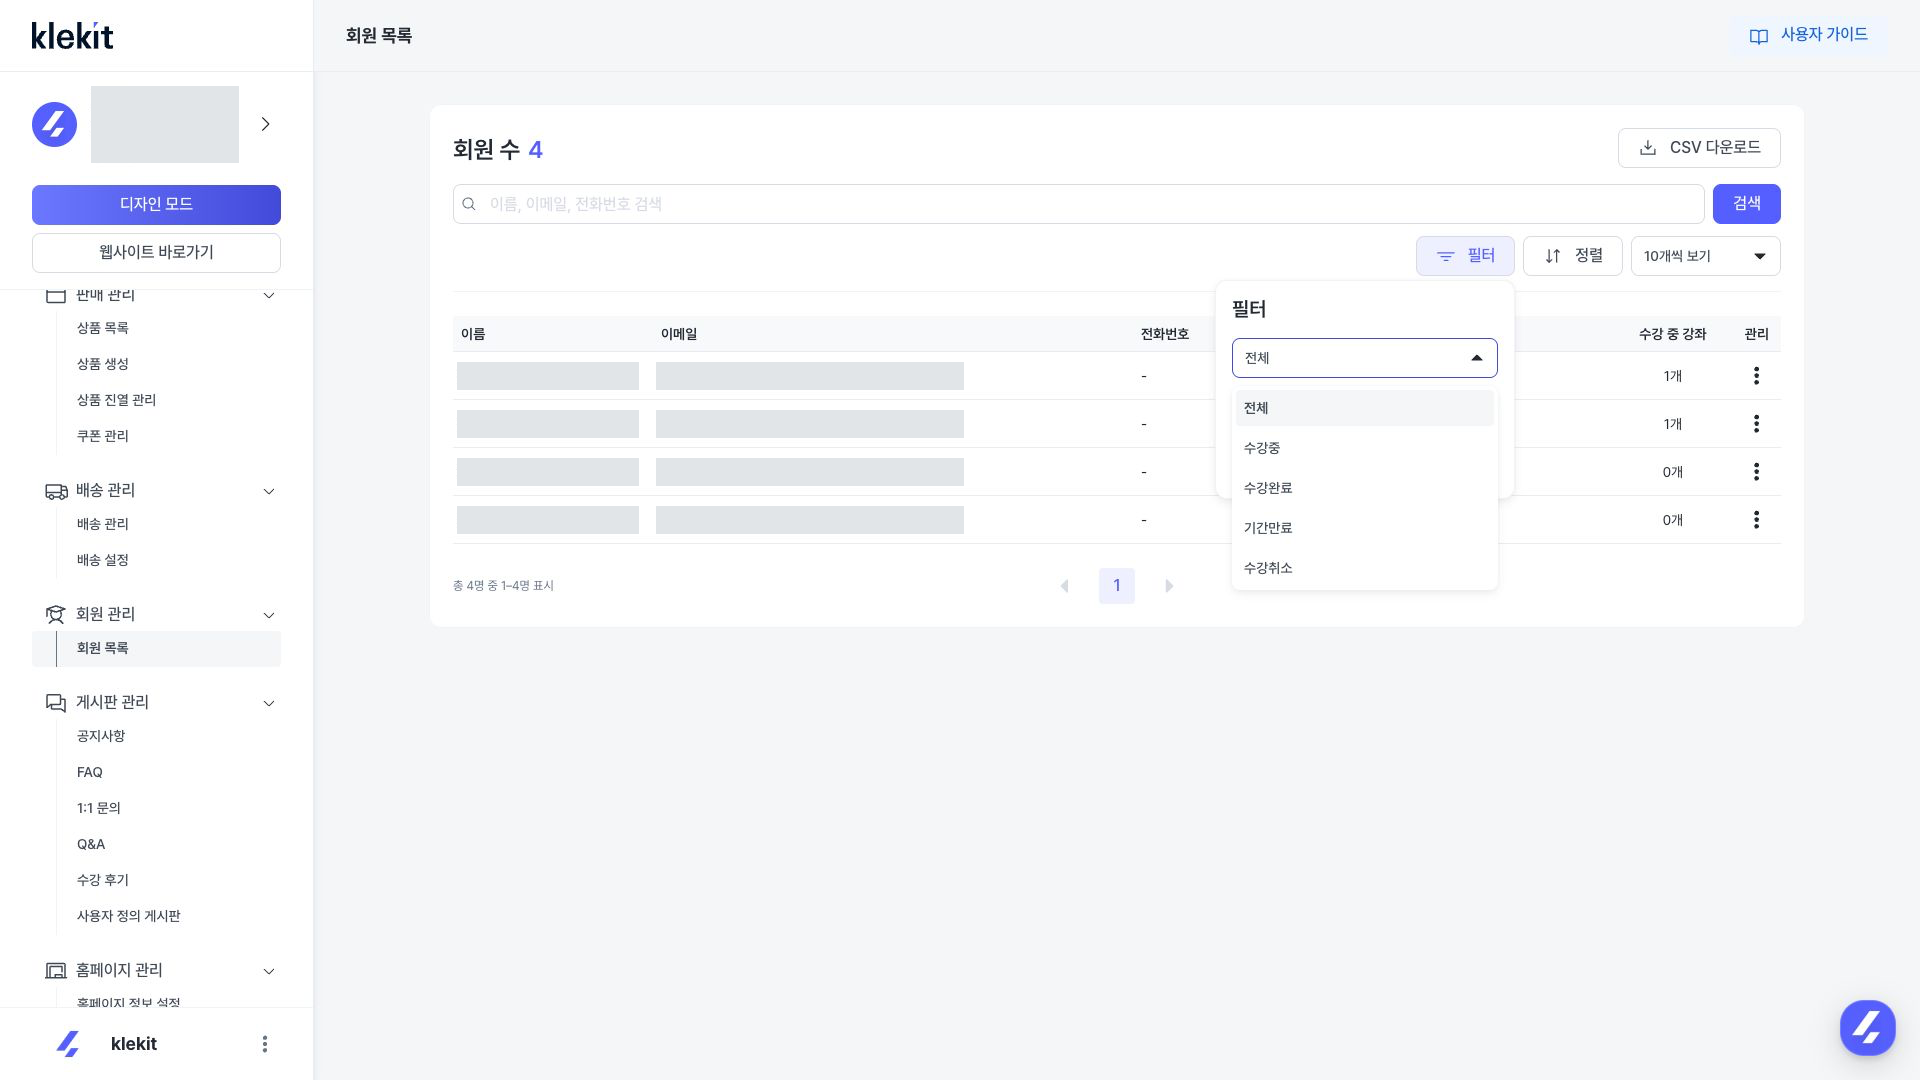 klekit
회원 목록
사용자 가이드
디자인 모드
웹사이트 바로가기
판매 관리
상품 목록
상품 생성
상품 진열 관리
쿠폰 관리
배송 관리
배송 관리
배송 설정
회원 관리
회원 목록
게시판 관리
공지사항
FAQ
1:1 문의
Q&A
수강 후기
사용자 정의 게시판
홈페이지 관리
홈페이지 정보 설정
klekit
회원 수 4
CSV 다운로드
이름, 이메일, 전화번호 검색
검색
필터
정렬
10개씩 보기
이름 이메일 전화번호 수강 중 강좌 관리
- 1개
- 1개
- 0개
- 0개
필터
전체
전체
수강중
수강완료
기간만료
수강취소
총 4명 중 1–4명 표시
1